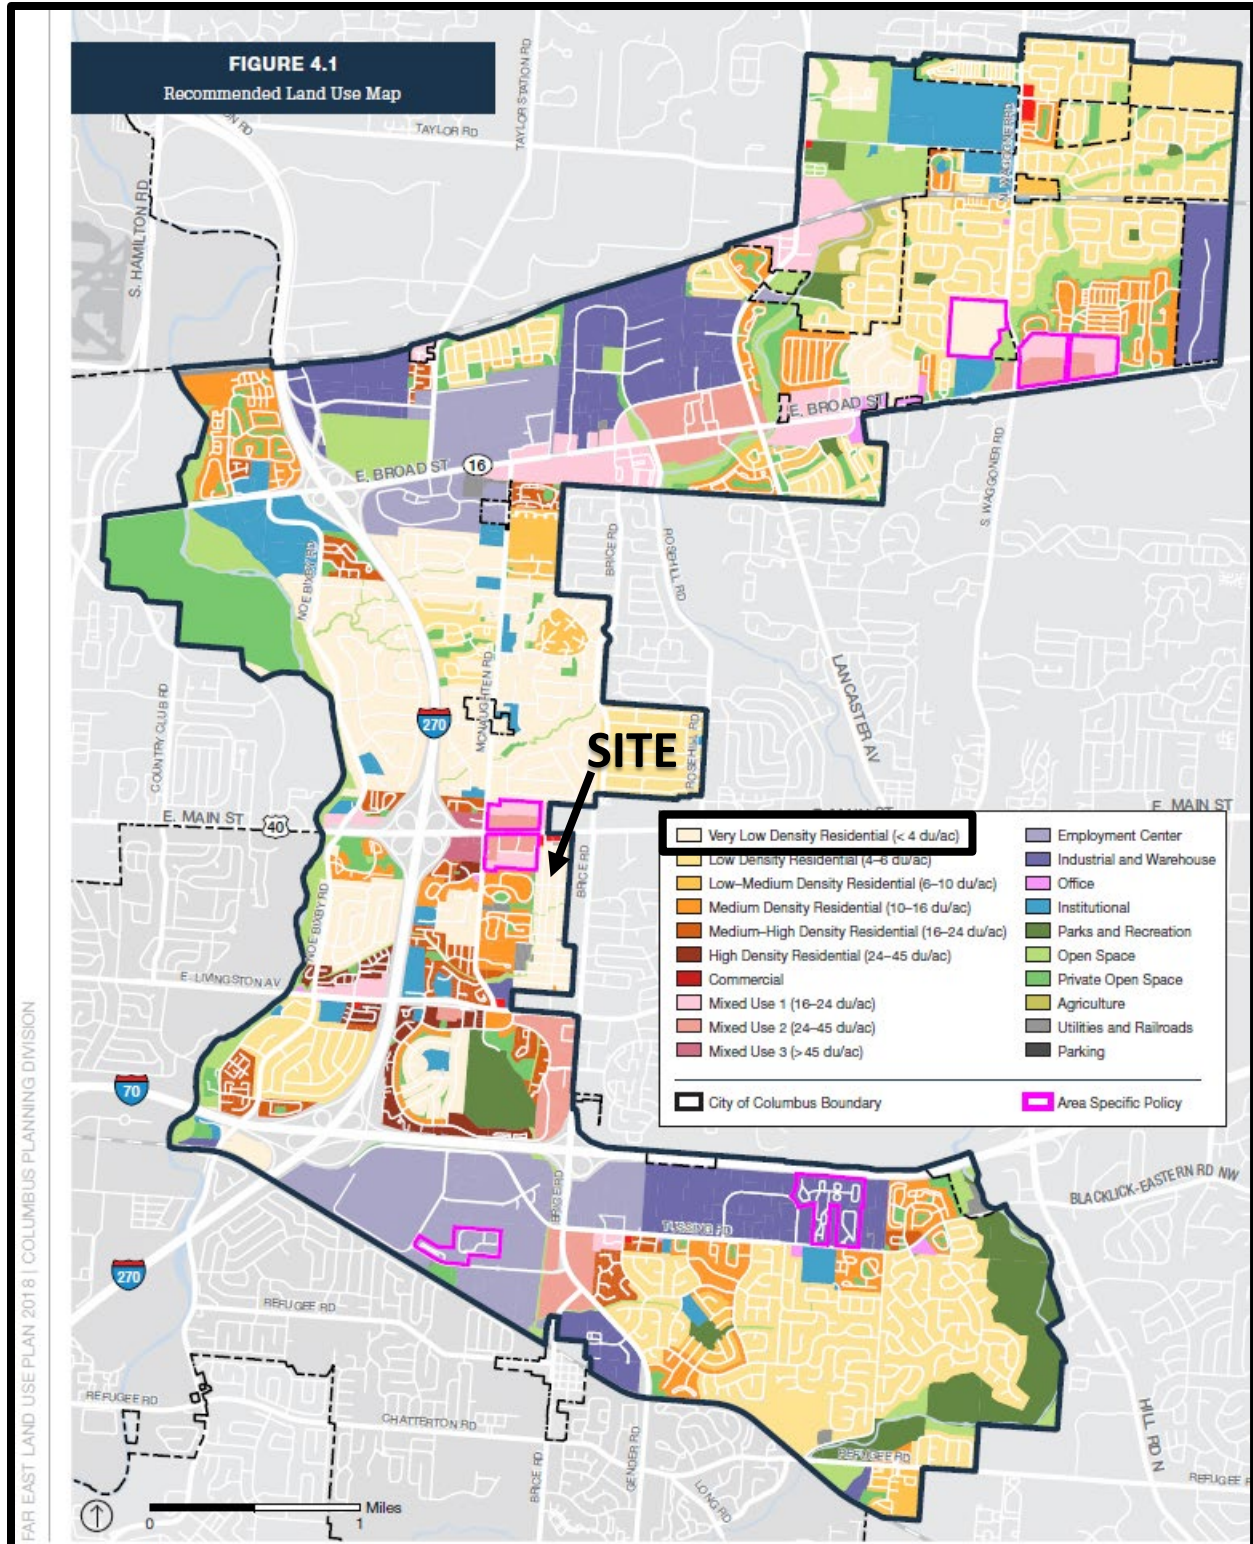 FIGURE 4.1
Recommended Land Use Map
TAYLOR STATION RD
ON RD
TAYLOR RD
N. WAGGONER RD
S. HAMILTON RD
E. BROAD ST
E. BROAD ST
16
S. WAGGONER RD
BRICE RD
ROSEHILL RD
NOE BIXBY RD
LANCASTER AV
MCNAUGHTEN RD
COUNTRY CLUB RD
270
SITE
ROSEHILL RD
E. MAIN ST
40
E. MAIN ST
E. MAIN ST
BRICE RD
NOE BIXBY RD
E. LIVINGSTON AV
Very Low Density Residential (< 4 du/ac)
Low Density Residential (4–6 du/ac)
Low–Medium Density Residential (6–10 du/ac)
Medium Density Residential (10–16 du/ac)
Medium–High Density Residential (16–24 du/ac)
High Density Residential (24–45 du/ac)
Commercial
Mixed Use 1 (16–24 du/ac)
Mixed Use 2 (24–45 du/ac)
Mixed Use 3 (>45 du/ac)
Employment Center
Industrial and Warehouse
Office
Institutional
Parks and Recreation
Open Space
Private Open Space
Agriculture
Utilities and Railroads
Parking
City of Columbus Boundary
Area Specific Policy
70
BLACKLICK-EASTERN RD NW
BRICE RD
TUSSING RD
270
REFUGEE RD
REFUGEE RD
CHATTERTON RD
BRICE RD
GENDER RD
LONG RD
REFUGEE RD
HILL RD N
REFUGEE R
Miles
0
1
FAR EAST LAND USE PLAN 2018 | COLUMBUS PLANNING DIVISION